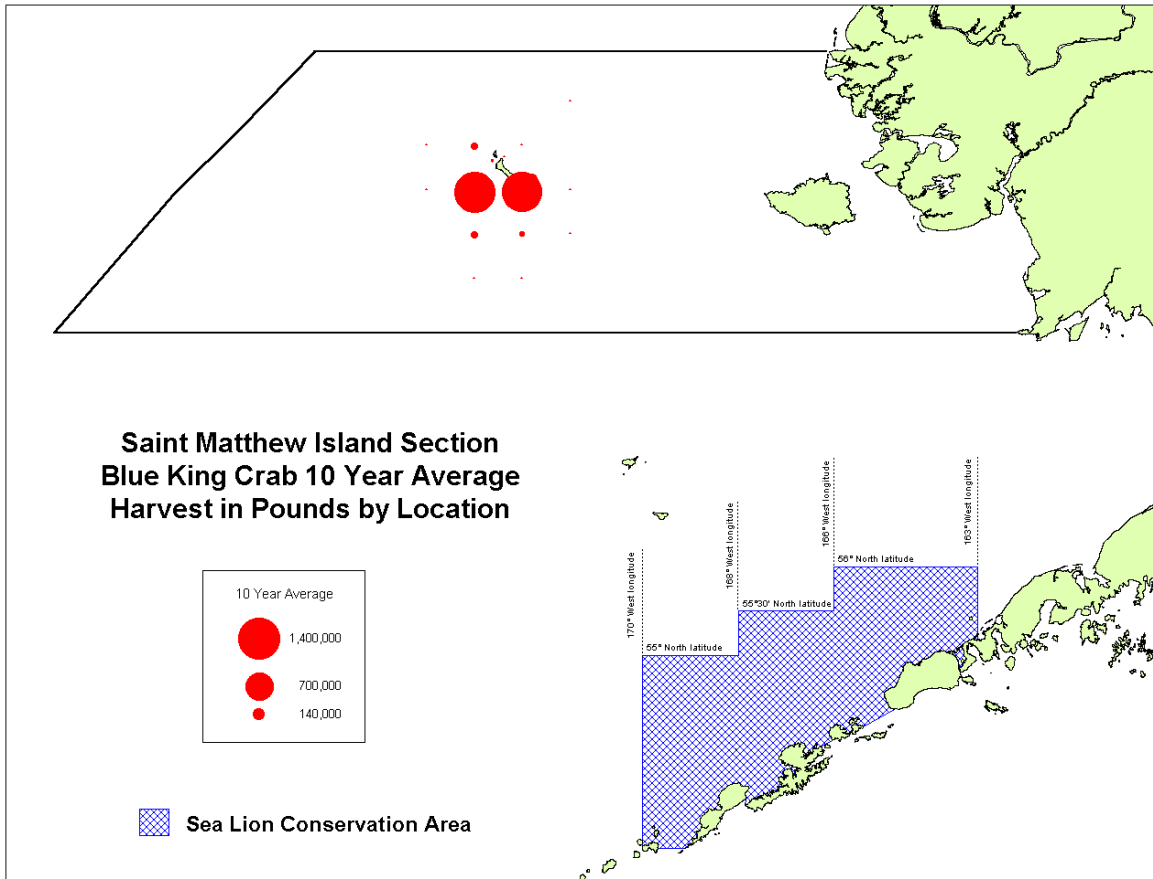 Saint Matthew Island Section
Blue King Crab 10 Year Average
Harvest in Pounds by Location
10 Year Average
1,400,000
700,000
140,000
Sea Lion Conservation Area
170° West longitude
168° West longitude
166° West longitude
163° West longitude
56° North latitude
55°30' North latitude
55° North latitude